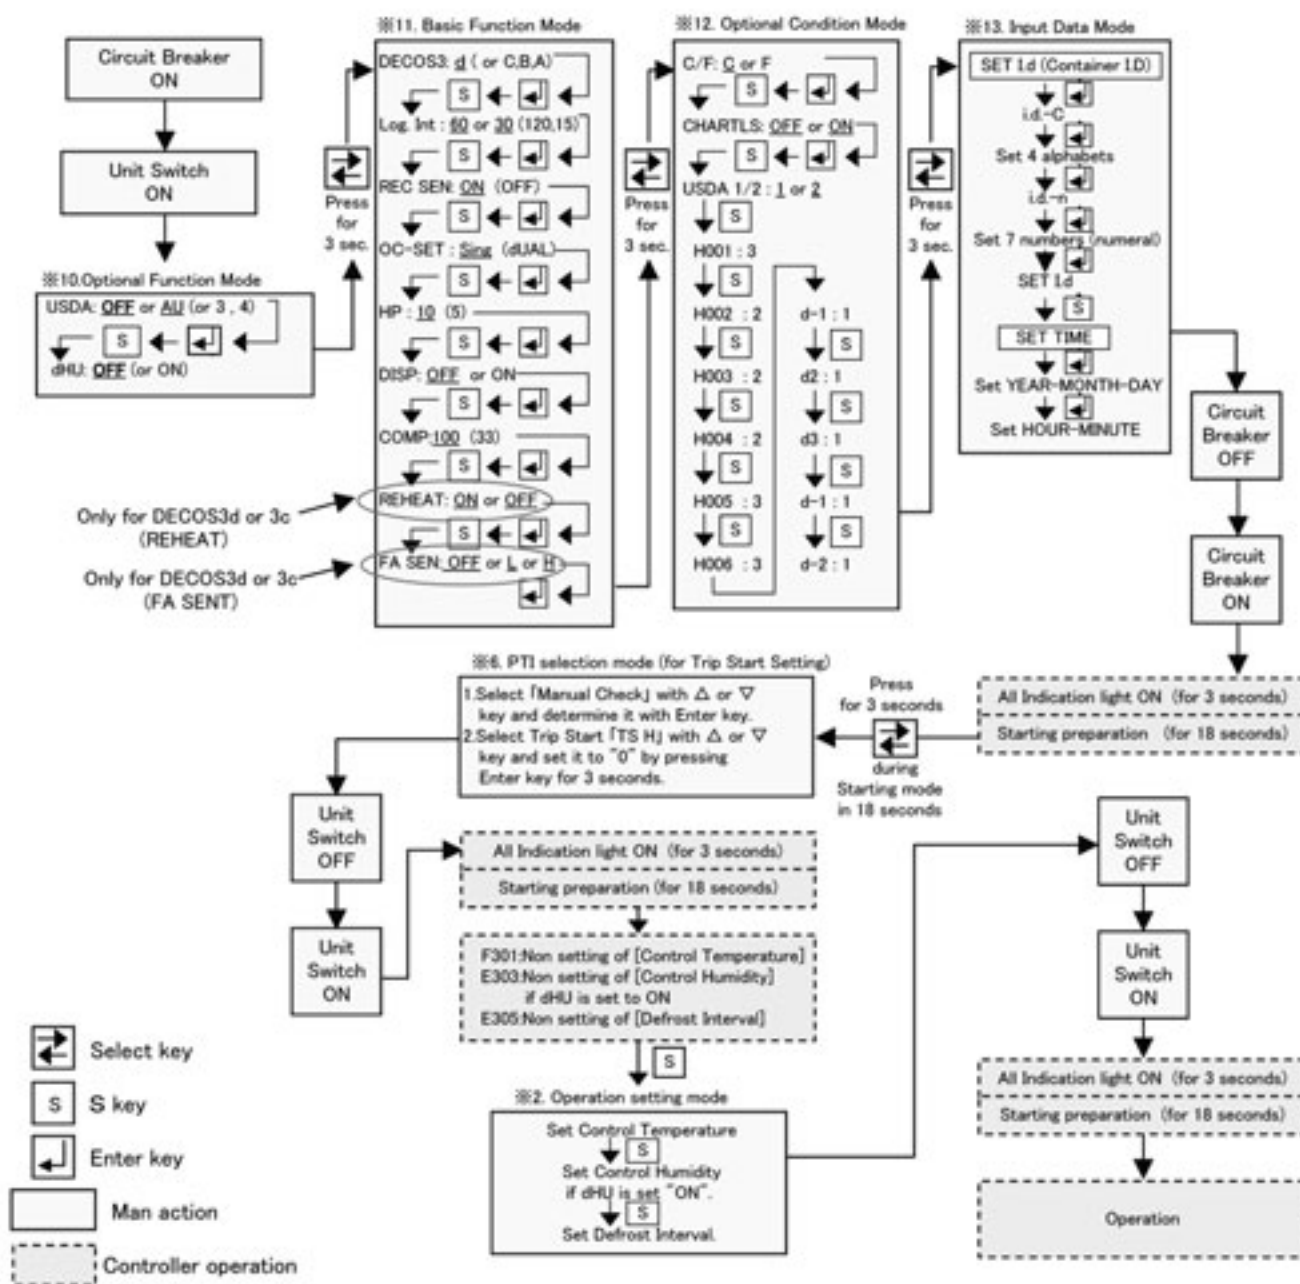 Circuit Breaker
ON
Unit Switch
ON
※10.Optional Function Mode
USDA: OFF or AU (or 3 , 4)
S
dHU: OFF (or ON)
Press
for
3 sec.
※11. Basic Function Mode
DECOS3: d ( or C,B,A)
S
Log. Int : 60 or 30 (120,15)
S
REC SEN: ON (OFF)
S
OC-SET : Sing (dUAL)
S
HP : 10 (5)
S
DISP: OFF or ON
S
COMP:100 (33)
S
REHEAT: ON or OFF
S
FA SEN: OFF or L or H
Only for DECOS3d or 3c
(REHEAT)
Only for DECOS3d or 3c
(FA SENT)
Press
for
3 sec.
※12. Optional Condition Mode
C/F: C or F
S
CHARTLS: OFF or ON
S
USDA 1/2 : 1 or 2
S
H001 : 3
S
H002 : 2
S
H003 : 2
S
H004 : 2
S
H005 : 3
S
H006 : 3
d-1 : 1
S
d2 : 1
S
d3 : 1
S
d-1 : 1
S
d-2 : 1
Press
for
3 sec.
※13. Input Data Mode
SET I.d (Container I.D)
i.d.-C
Set 4 alphabets
i.d.-n
Set 7 numbers (numeral)
SET I.d
S
SET TIME
Set YEAR-MONTH-DAY
Set HOUR-MINUTE
Circuit
Breaker
OFF
Circuit
Breaker
ON
All Indication light ON (for 3 seconds)
Starting preparation (for 18 seconds)
Press
for 3 seconds
during
Starting mode
in 18 seconds
※6. PTI selection mode (for Trip Start Setting)
1.Select「Manual Check」with △ or ▽
key and determine it with Enter key.
2.Select Trip Start「TS H」with △ or ▽
key and set it to "0" by pressing
Enter key for 3 seconds.
Unit
Switch
OFF
Unit
Switch
ON
All Indication light ON (for 3 seconds)
Starting preparation (for 18 seconds)
F301:Non setting of [Control Temperature]
E303:Non setting of [Control Humidity]
if dHU is set to ON
E305:Non setting of [Defrost Interval]
S
※2. Operation setting mode
Set Control Temperature
S
Set Control Humidity
if dHU is set "ON".
S
Set Defrost Interval.
Unit
Switch
OFF
Unit
Switch
ON
All Indication light ON (for 3 seconds)
Starting preparation (for 18 seconds)
Operation
Select key
S
S key
Enter key
Man action
Controller operation